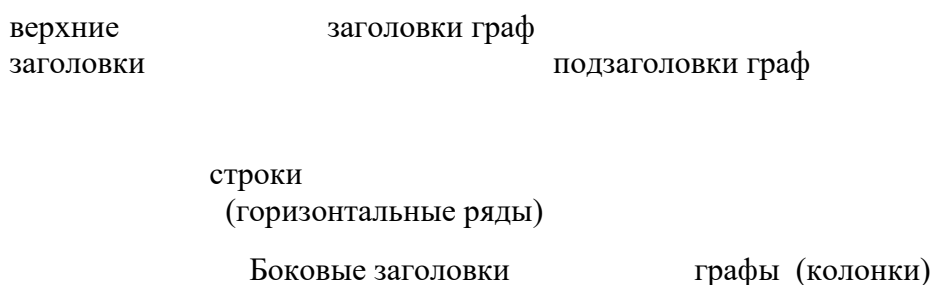 верхние заголовки граф
заголовки подзаголовки граф
строки
(горизонтальные ряды)
Боковые заголовки графы (колонки)